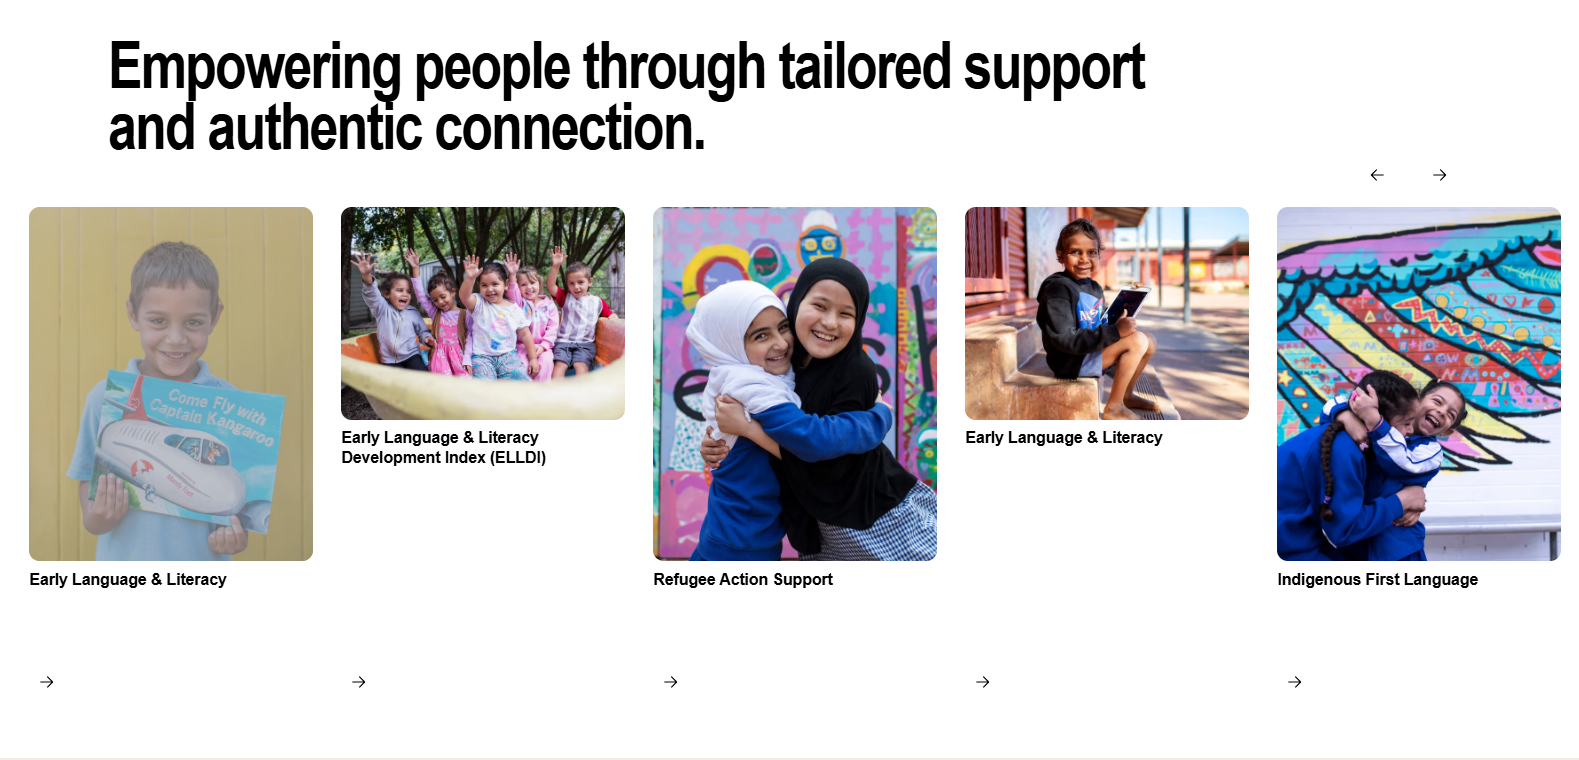 Empowering people through tailored support
and authentic connection.
Come Fly with
Captain Kangaroo
Early Language & Literacy
Early Language & Literacy
Development Index (ELLDI)
Refugee Action Support
Early Language & Literacy
Indigenous First Language